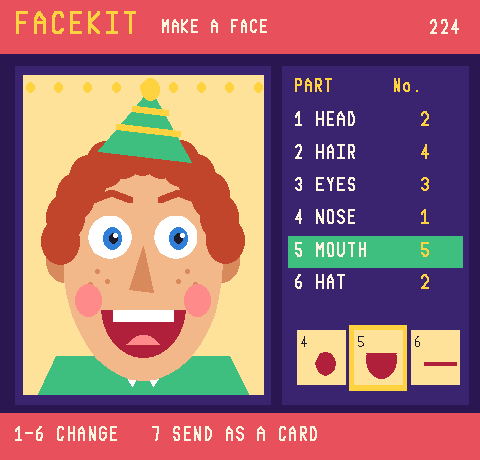 FACEKIT MAKE A FACE 224
PART No.
1 HEAD 2
2 HAIR 4
3 EYES 3
4 NOSE 1
5 MOUTH 5
6 HAT 2
4 5 6
1-6 CHANGE 7 SEND AS A CARD